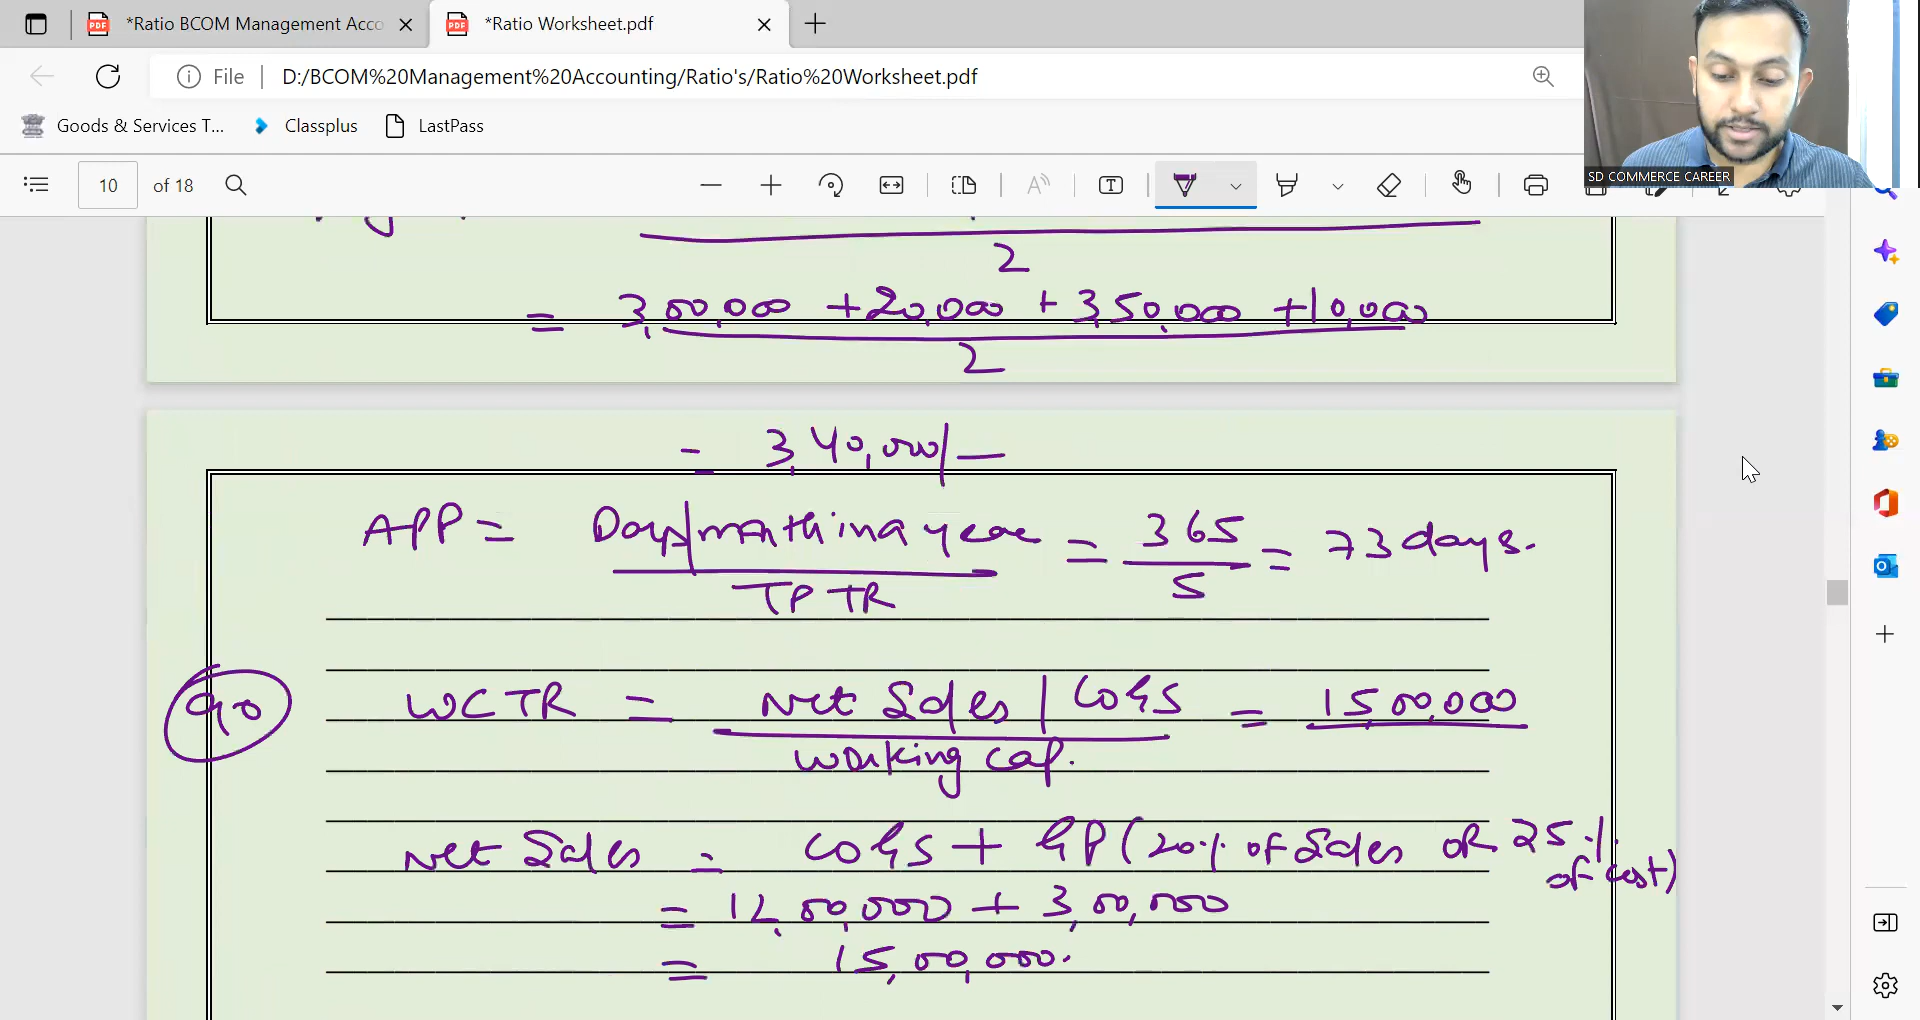 *Ratio BCOM Management Acco
*Ratio Worksheet.pdf
File D:/BCOM%20Management%20Accounting/Ratio's/Ratio%20Worksheet.pdf
Goods & Services T... Classplus LastPass
10 of 18
SD COMMERCE CAREER
2
= 3,00,000 + 20,000 + 3,50,000 + 10,000
2
= 3,40,000/-
APP = Days/month in a year = 365 = 73 days.
TPTR 5
Q10 WCTR = Net Sales / COGS = 15,00,000
Working cap.
Net Sales = COGS + GP (20% of Sales OR 25% of cost)
= 12,00,000 + 3,00,000
= 15,00,000.